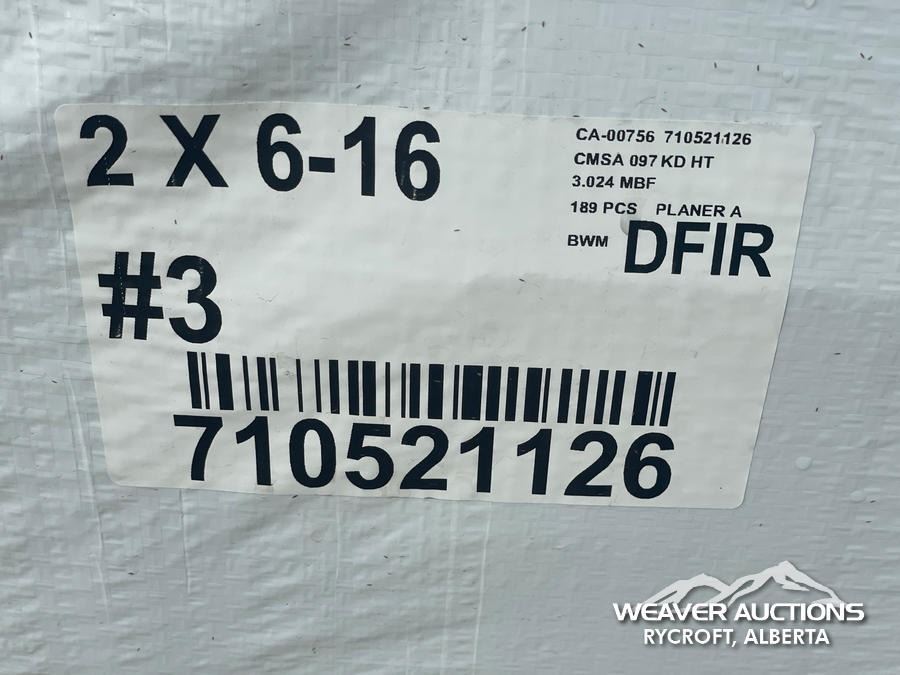 2 X 6-16
CA-00756 710521126
CMSA 097 KD HT
3.024 MBF
189 PCS PLANER A
BWM DFIR
#3
710521126
WEAVER AUCTIONS
RYCROFT, ALBERTA